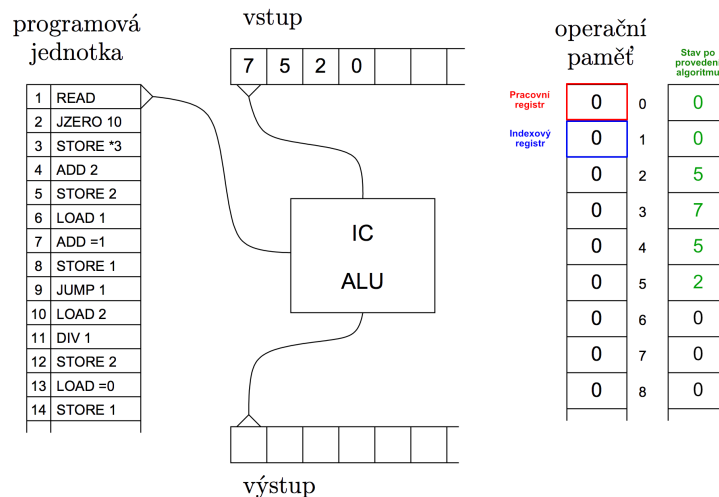 programová
jednotka
1 READ
2 JZERO 10
3 STORE *3
4 ADD 2
5 STORE 2
6 LOAD 1
7 ADD =1
8 STORE 1
9 JUMP 1
10 LOAD 2
11 DIV 1
12 STORE 2
13 LOAD =0
14 STORE 1
vstup
7 5 2 0
IC
ALU
výstup
operační
paměť
Stav po
provedení
algoritmu
Pracovní
registr
0 0 0
Indexový
registr
0 1 0
0 2 5
0 3 7
0 4 5
0 5 2
0 6 0
0 7 0
0 8 0